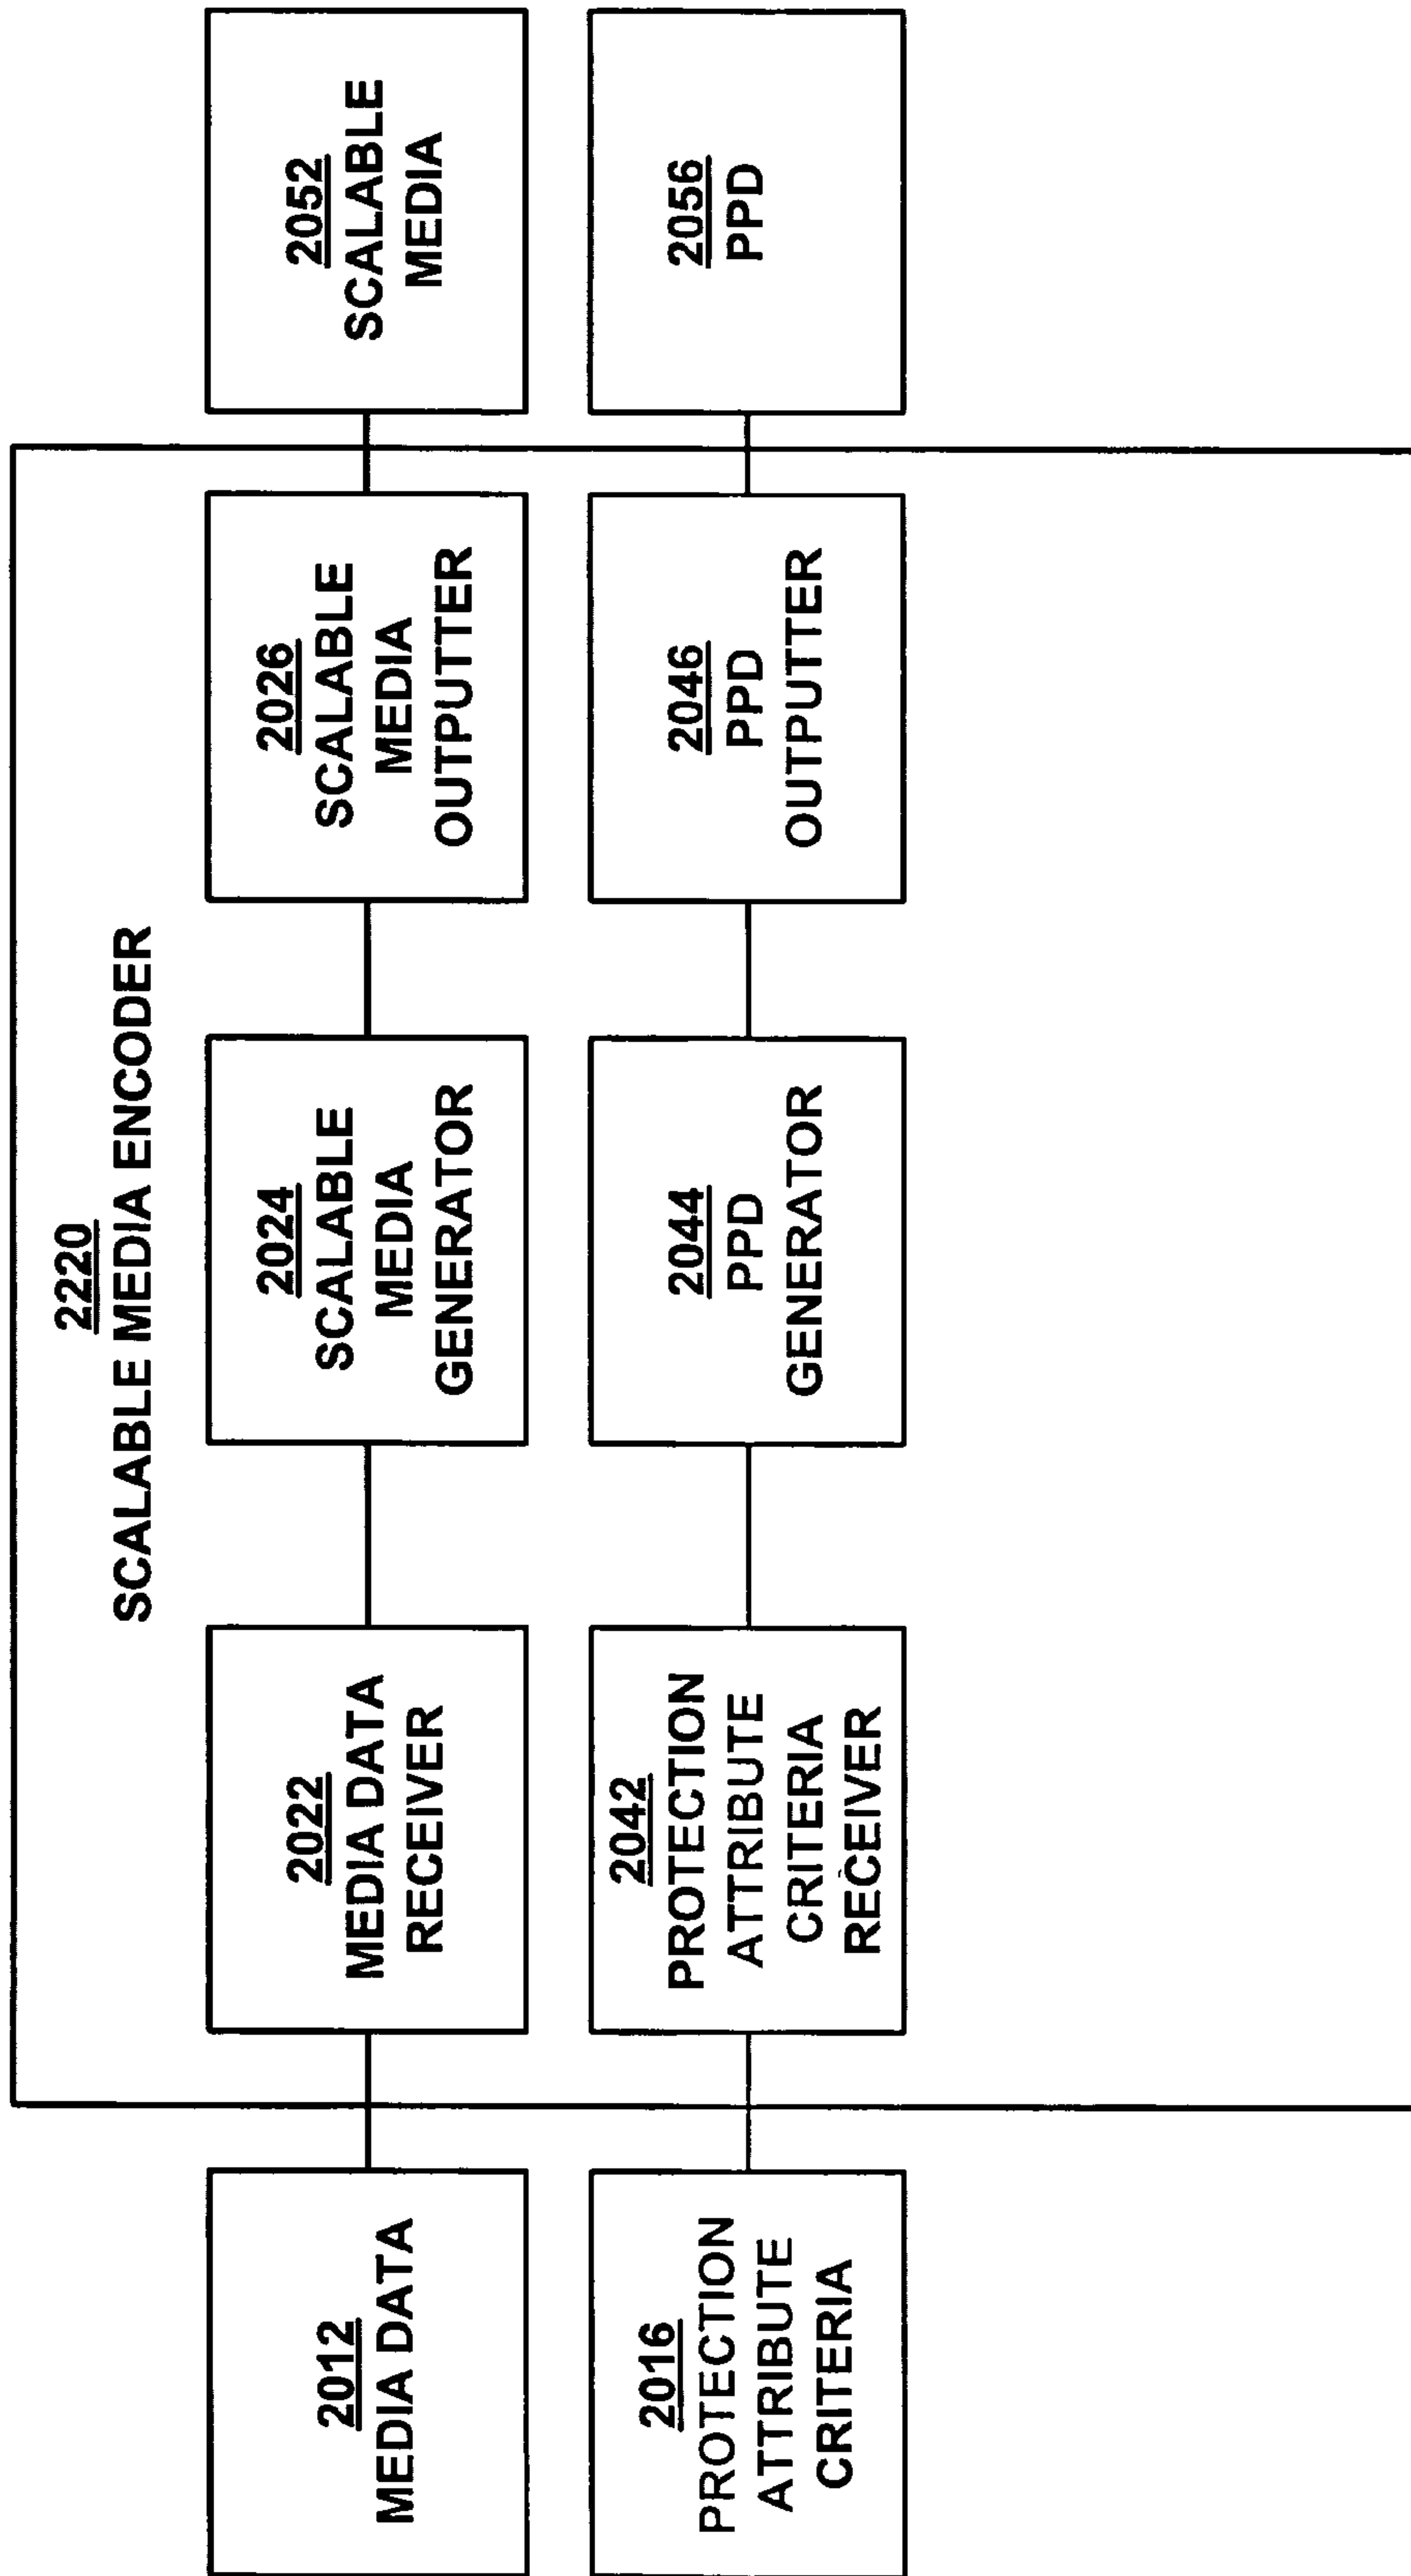 2220
SCALABLE MEDIA ENCODER
2012
MEDIA DATA
2022
MEDIA DATA
RECEIVER
2024
SCALABLE
MEDIA
GENERATOR
2026
SCALABLE
MEDIA
OUTPUTTER
2052
SCALABLE
MEDIA
2016
PROTECTION
ATTRIBUTE
CRITERIA
2042
PROTECTION
ATTRIBUTE
CRITERIA
RECEIVER
2044
PPD
GENERATOR
2046
PPD
OUTPUTTER
2056
PPD